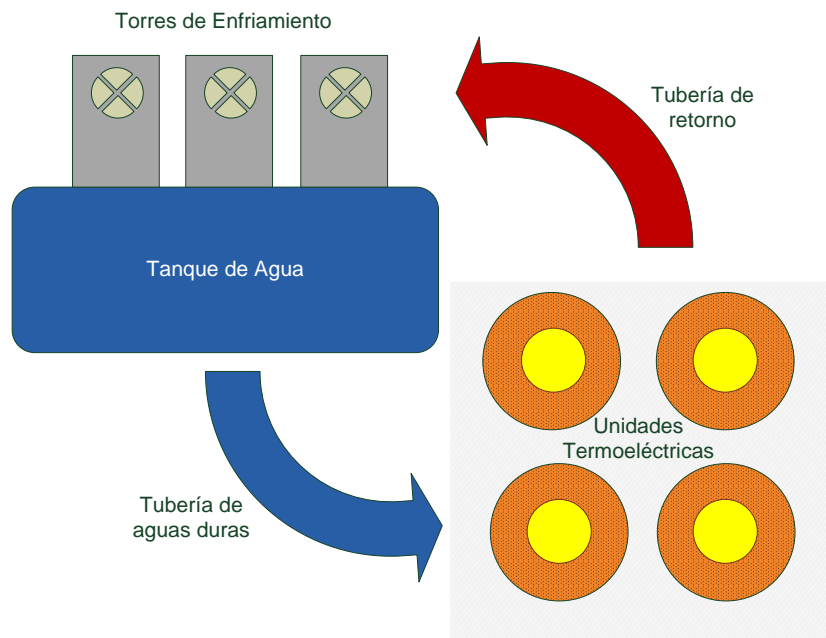 Torres de Enfriamiento
Tubería de
retorno
Tanque de Agua
Unidades
Termoeléctricas
Tubería de
aguas duras